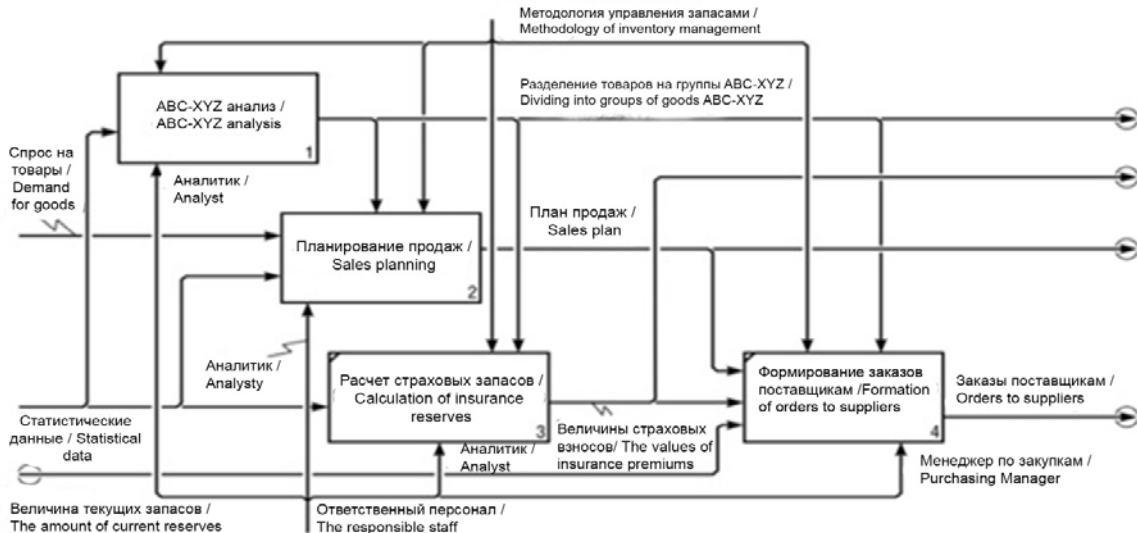 Методология управления запасами /
Methodology of inventory management
ABC-XYZ анализ /
ABC-XYZ analysis
1
Разделение товаров на группы ABC-XYZ /
Dividing into groups of goods ABC-XYZ
Спрос на
товары /
Demand
for goods
Аналитик /
Analyst
Планирование продаж /
Sales planning
2
План продаж /
Sales plan
Аналитик /
Analysty
Расчет страховых запасов /
Calculation of insurance
reserves
3
Формирование заказов
поставщикам /Formation
of orders to suppliers
4
Заказы поставщикам /
Orders to suppliers
Статистические
данные / Statistical
data
Аналитик /
Analyst
Величины страховых
взносов/ The values of
insurance premiums
Менеджер по закупкам /
Purchasing Manager
Величина текущих запасов /
The amount of current reserves
Ответственный персонал /
The responsible staff